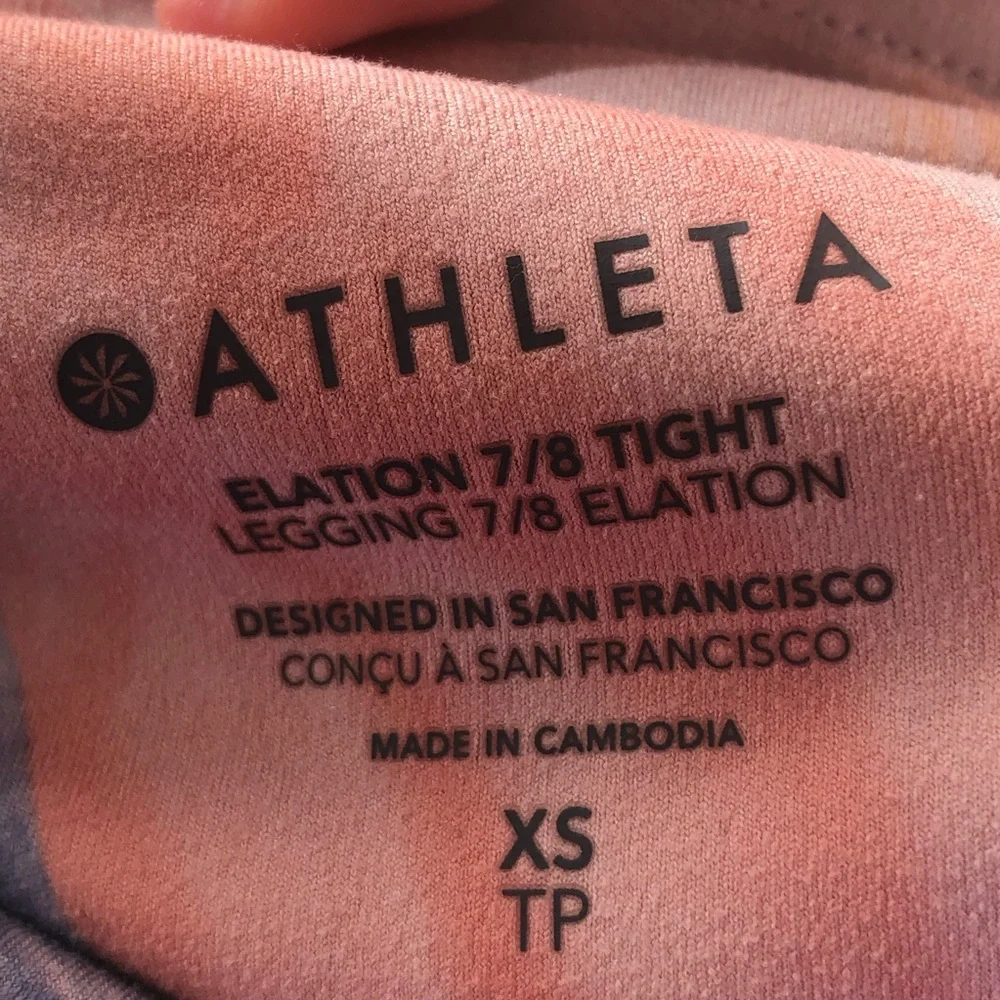 ATHLETA
ELATION 7/8 TIGHT
LEGGING 7/8 ELATION
DESIGNED IN SAN FRANCISCO
CONÇU À SAN FRANCISCO
MADE IN CAMBODIA
XS
TP